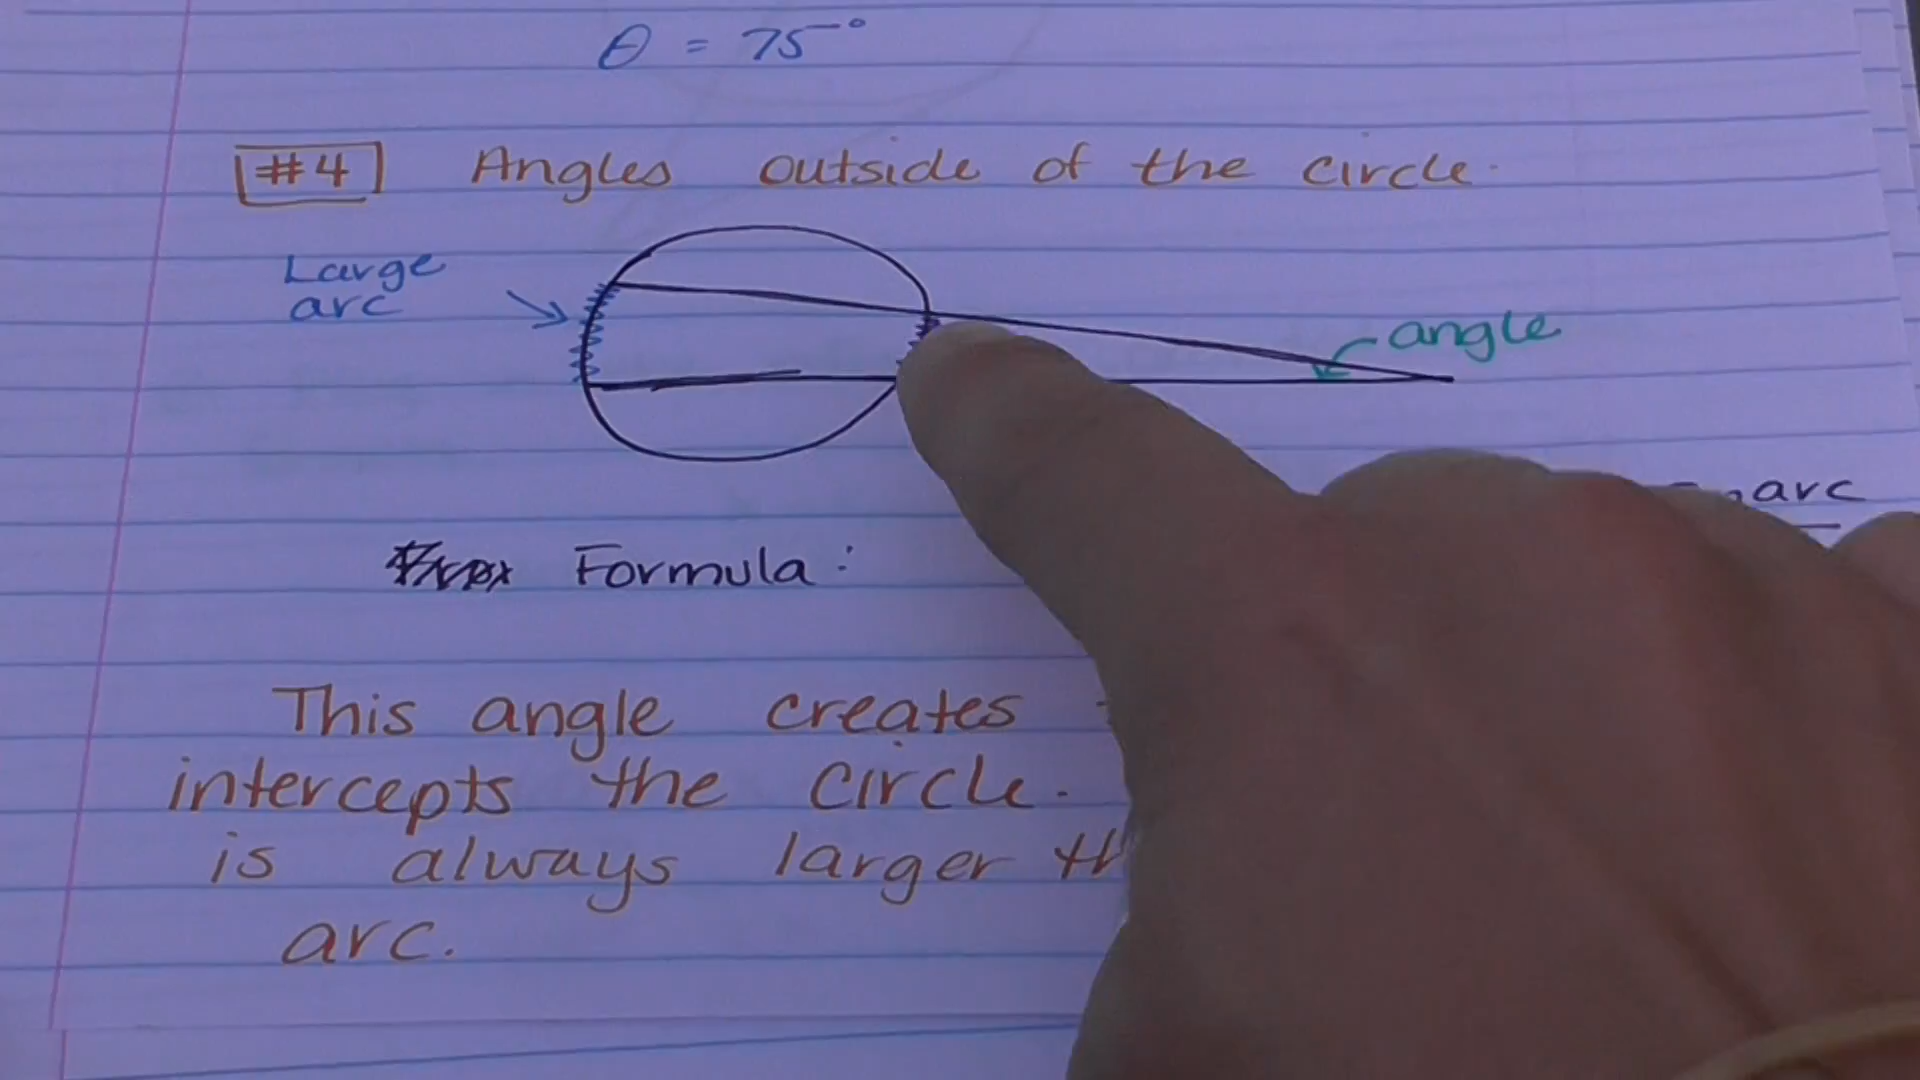 θ = 75°
#4 Angles outside of the circle.
Large
arc
angle
arc
Formula:
This angle creates
intercepts the circle.
is always larger
arc.